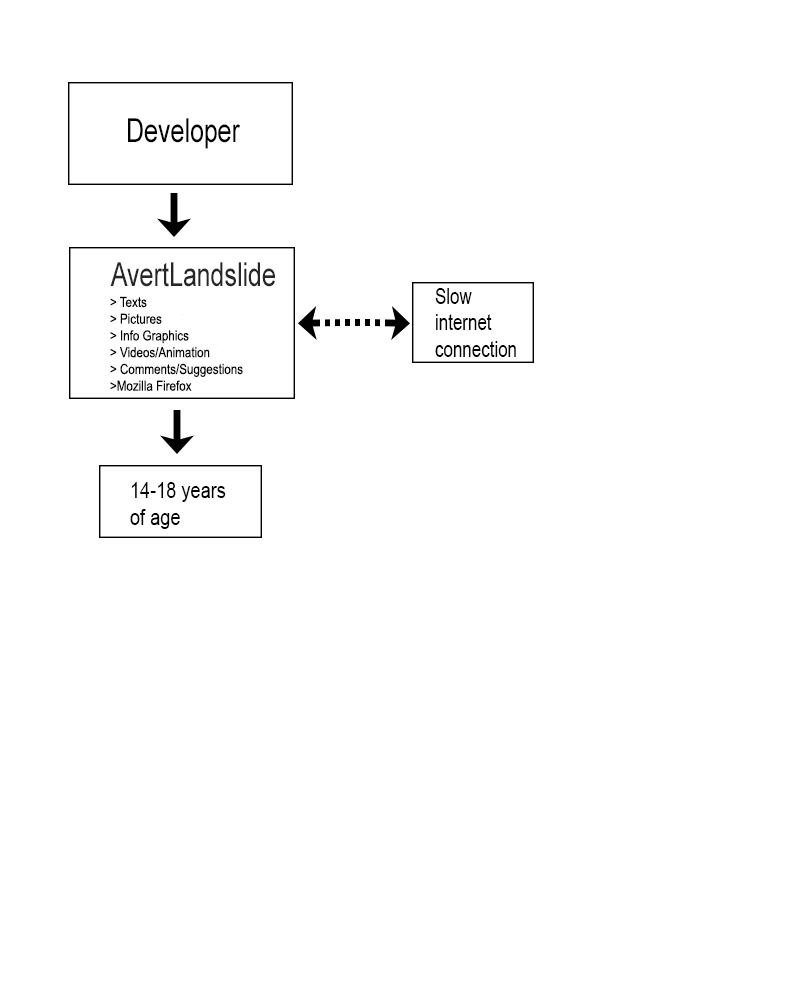 Developer
AvertLandslide
> Texts
> Pictures
> Info Graphics
> Videos/Animation
> Comments/Suggestions
>Mozilla Firefox
Slow
internet
connection
14-18 years
of age